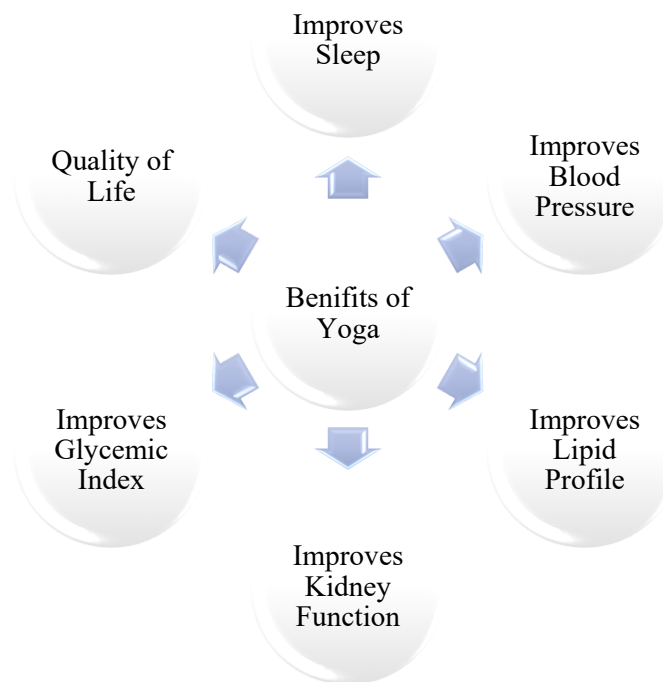 Improves
Sleep
Quality of
Life
Improves
Blood
Pressure
Benifits of
Yoga
Improves
Glycemic
Index
Improves
Lipid
Profile
Improves
Kidney
Function